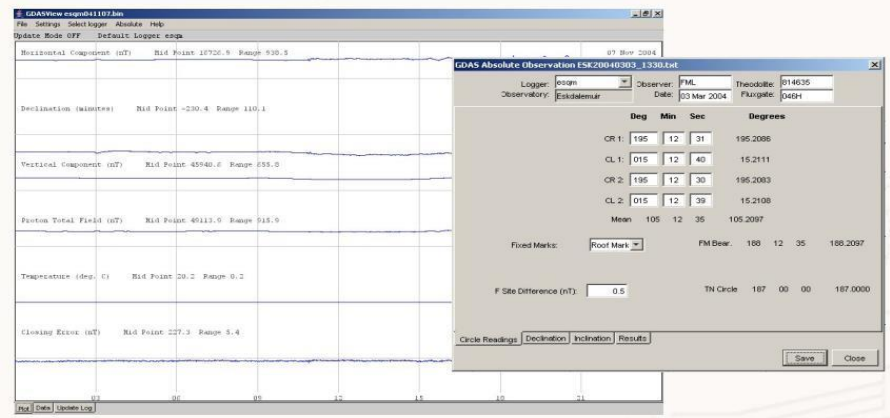 GDASView esqm041107.bin
File Settings Select logger Absolute Help
Update Mode OFF Default Logger esqm
Horizontal Component (nT) Mid Point 16726.9 Range 938.5
07 Nov 2004
Declination (minutes) Mid Point -230.4 Range 110.1
Vertical Component (nT) Mid Point 45940.6 Range 655.8
Proton Total Field (nT) Mid Point 49113.9 Range 915.9
Temperature (deg. C) Mid Point 20.2 Range 0.2
Closing Error (nT) Mid Point 227.3 Range 5.4
03 06 09 12 15 18 21
Plot Data Update Log
GDAS Absolute Observation ESK20040303_1330.txt
Logger: esqm Observer: FML Theodolite: 814635
Observatory: Eskdalemuir Date: 03 Mar 2004 Fluxgate: 046H
Deg Min Sec Degrees
CR 1: 195 12 31 195.2086
CL 1: 015 12 40 15.2111
CR 2: 195 12 30 195.2083
CL 2: 015 12 39 15.2108
Mean 105 12 35 105.2097
Fixed Marks: Roof Mark FM Bear. 188 12 35 188.2097
F Site Difference (nT): 0.5 TN Circle 187 00 00 187.0000
Circle Readings Declination Inclination Results
Save Close